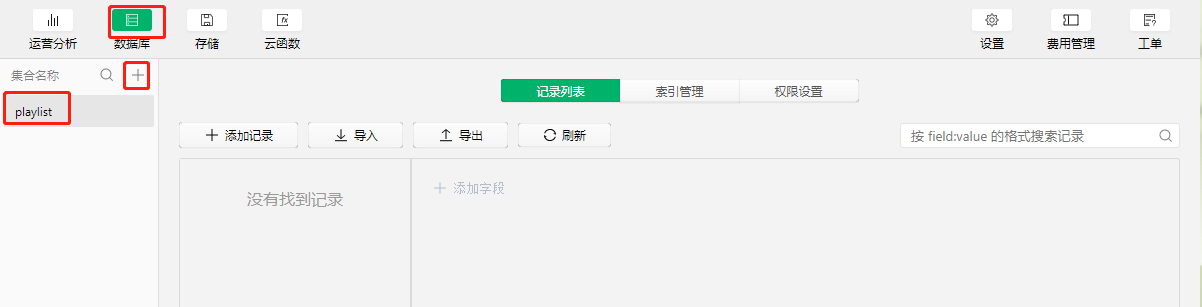 运营分析 数据库 存储 云函数 设置 费用管理 工单
集合名称
记录列表 索引管理 权限设置
playlist
添加记录 导入 导出 刷新 按 field:value 的格式搜索记录
没有找到记录 添加字段